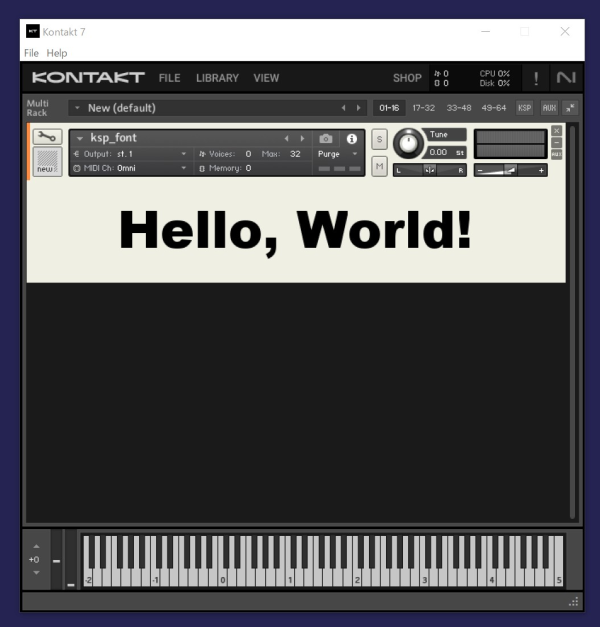 KT Kontakt 7
File Help
KONTAKT FILE LIBRARY VIEW SHOP 0 CPU 0%
0 Disk 0% !
Multi Rack New (default) 01-16 17-32 33-48 49-64 KSP AUX
ksp_font S Tune
Output: st.1 Voices: 0 Max: 32 Purge 0.00 st
new MIDI Ch: Omni Memory: 0 M L R - + AUX
Hello, World!
+0
-2 -1 0 1 2 3 4 5